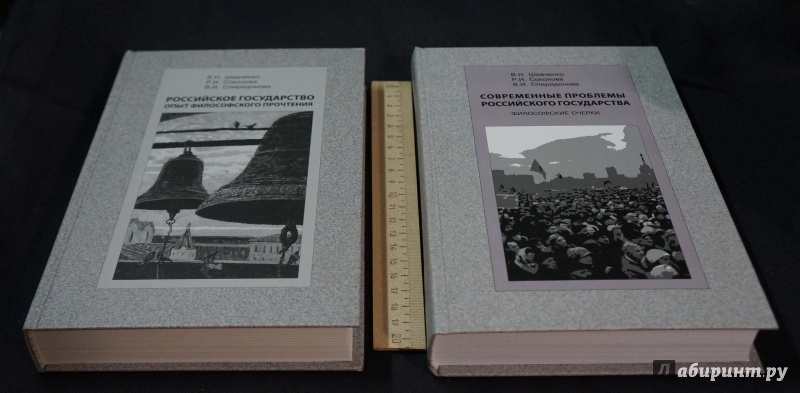 В.Н. Шевченко
Р.И. Соколова
В.И. Спиридонова
РОССИЙСКОЕ ГОСУДАРСТВО
ОПЫТ ФИЛОСОФСКОГО ПРОЧТЕНИЯ
В.Н. Шевченко
Р.И. Соколова
В.И. Спиридонова
СОВРЕМЕННЫЕ ПРОБЛЕМЫ
РОССИЙСКОГО ГОСУДАРСТВА
ФИЛОСОФСКИЕ ОЧЕРКИ
Лабиринт.ру